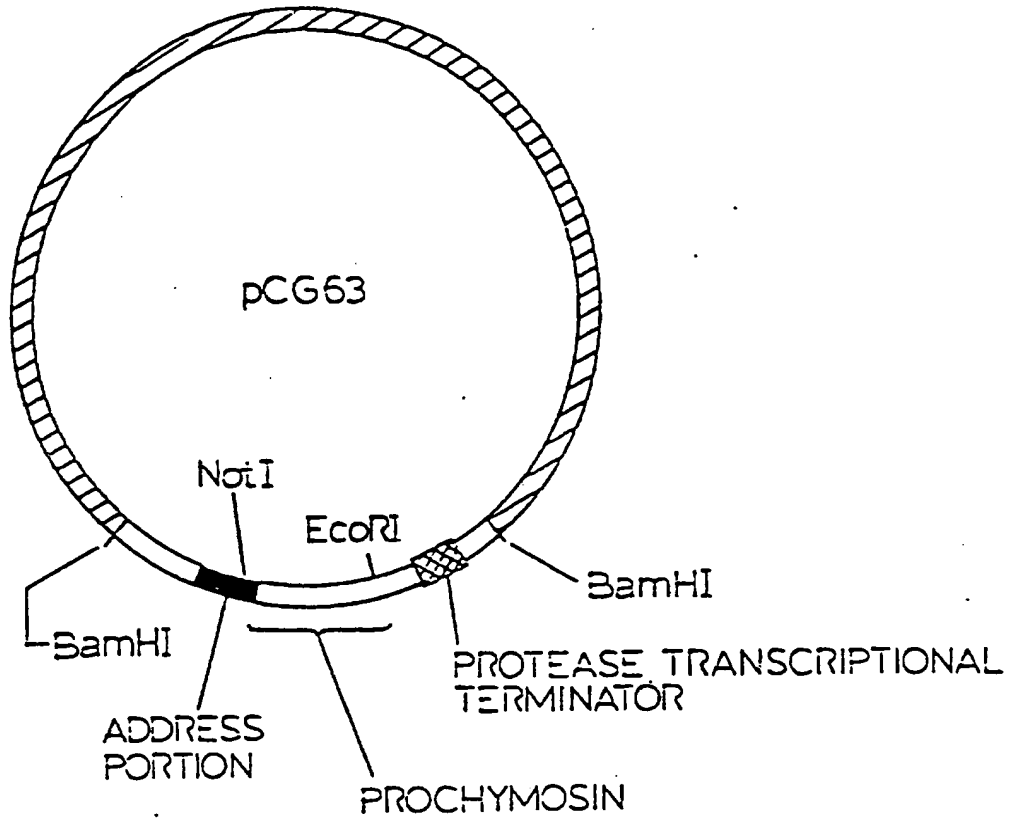 pCG63
NotI
EcoRI
BamHI
BamHI
PROTEASE TRANSCRIPTIONAL
TERMINATOR
ADDRESS
PORTION
PROCHYMOSIN